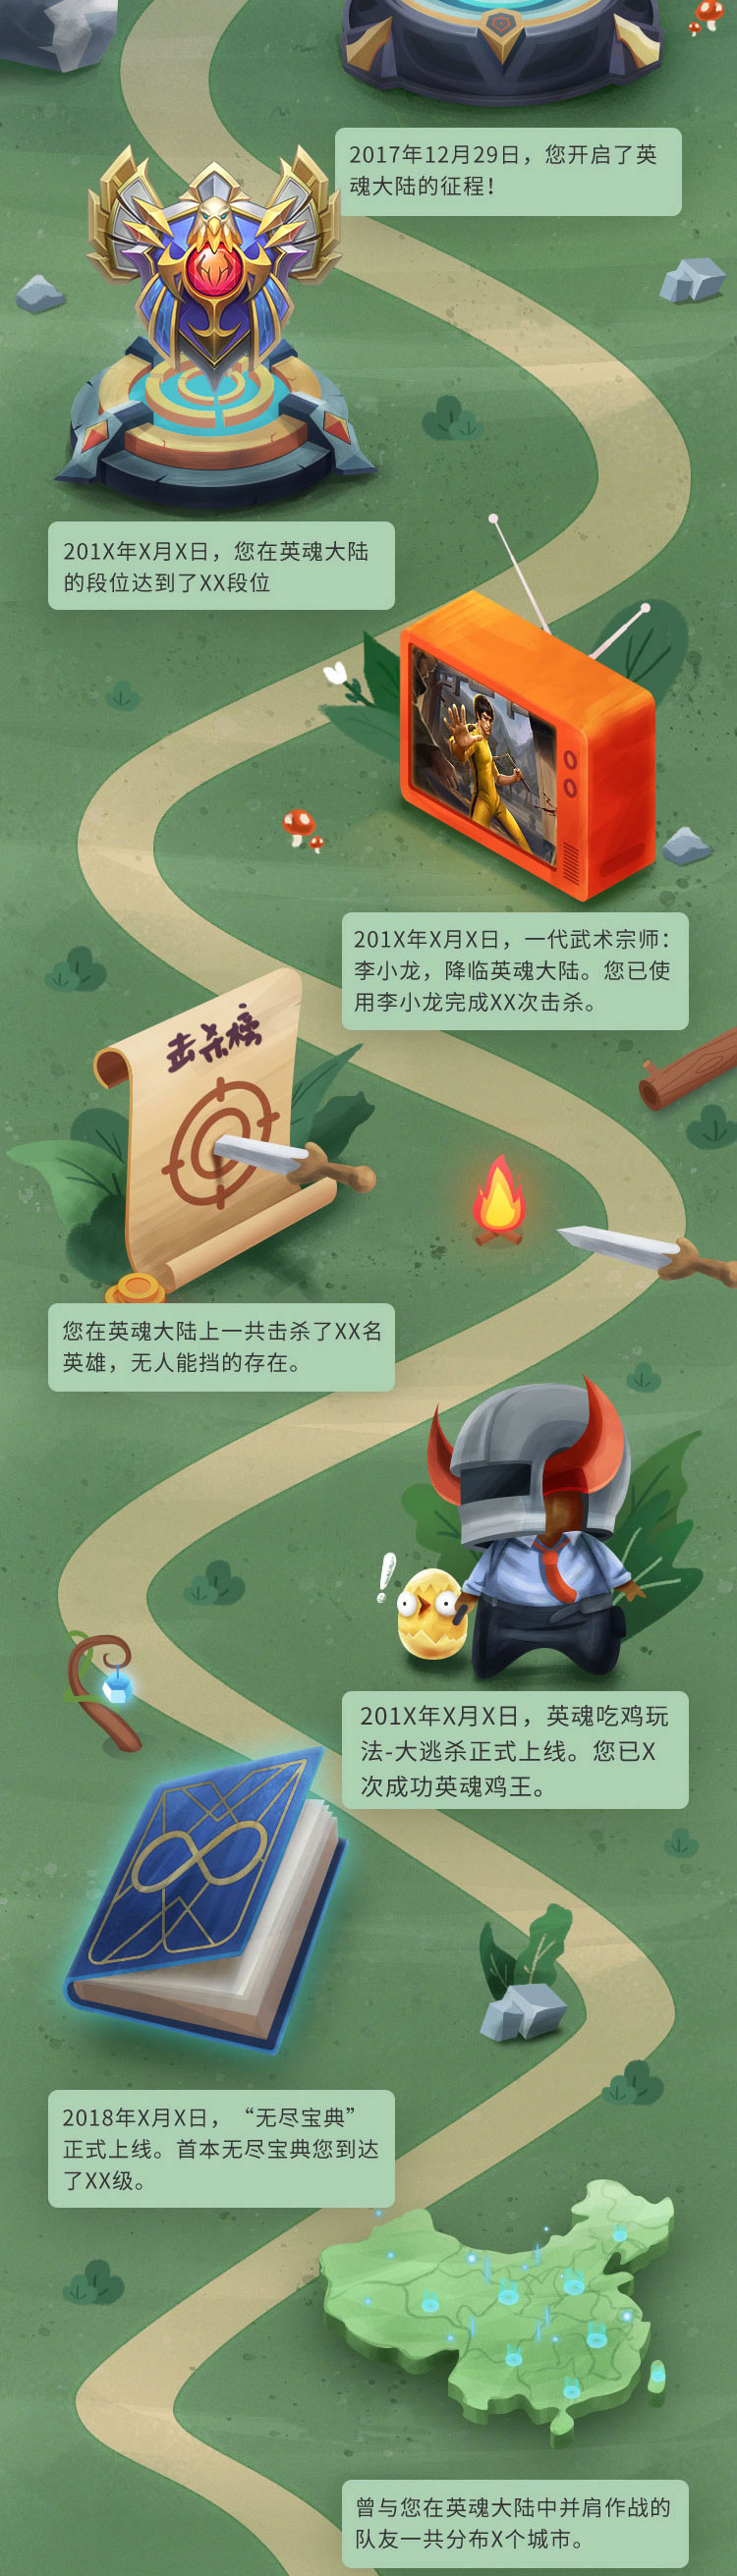 2017年12月29日，您开启了英
魂大陆的征程！
201X年X月X日，您在英魂大陆
的段位达到了XX段位
201X年X月X日，一代武术宗师：
李小龙，降临英魂大陆。您已使
用李小龙完成XX次击杀。
击杀榜
您在英魂大陆上一共击杀了XX名
英雄，无人能挡的存在。
201X年X月X日，英魂吃鸡玩
法-大逃杀正式上线。您已X
次成功英魂鸡王。
2018年X月X日，“无尽宝典”
正式上线。首本无尽宝典您到达
了XX级。
曾与您在英魂大陆中并肩作战的
队友一共分布X个城市。